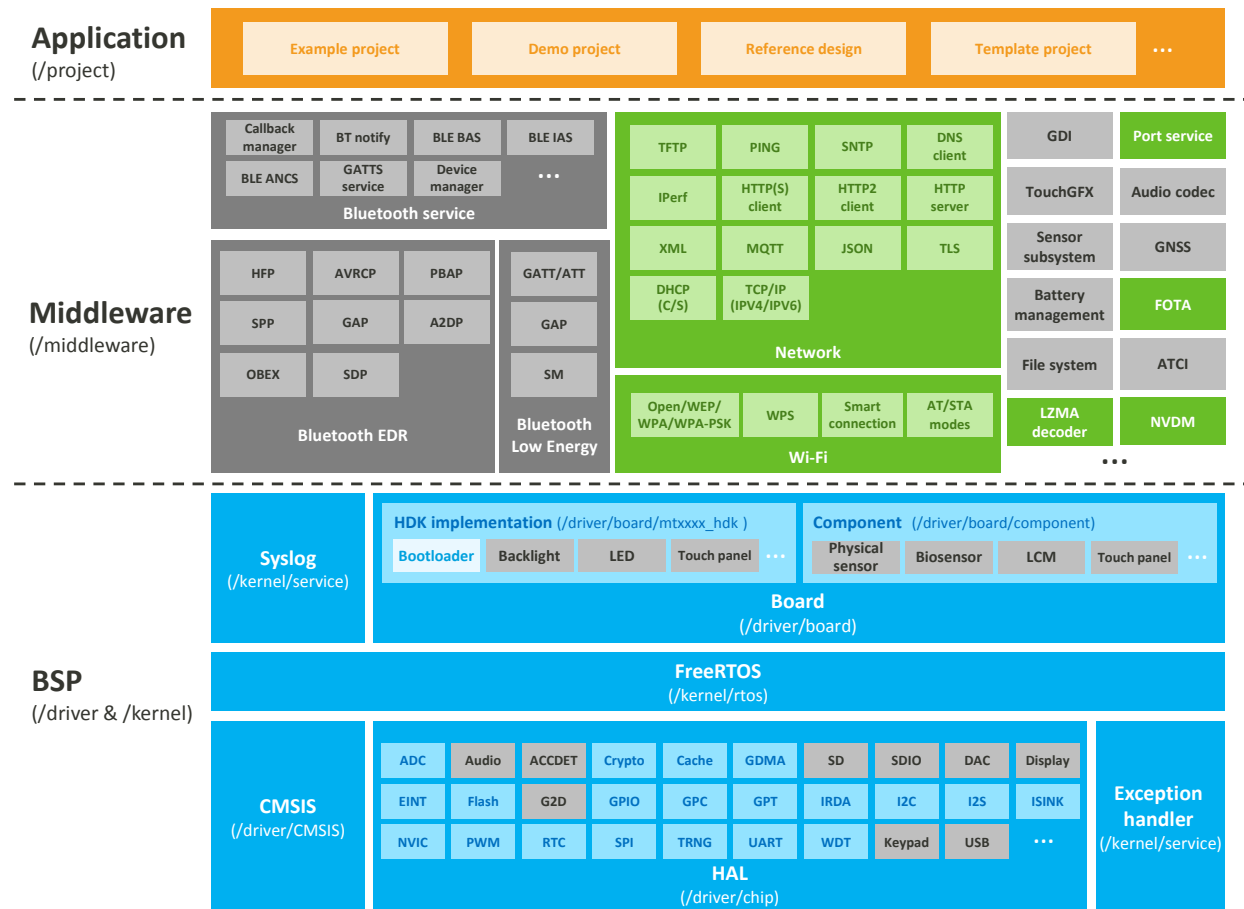 Application
(/project)
Example project
Demo project
Reference design
Template project
...
Middleware
(/middleware)
Callback
manager
BT notify
BLE BAS
BLE IAS
BLE ANCS
GATTS
service
Device
manager
...
Bluetooth service
HFP
AVRCP
PBAP
SPP
GAP
A2DP
OBEX
SDP
Bluetooth EDR
GATT/ATT
GAP
SM
Bluetooth
Low Energy
TFTP
PING
SNTP
DNS
client
IPerf
HTTP(S)
client
HTTP2
client
HTTP
server
XML
MQTT
JSON
TLS
DHCP
(C/S)
TCP/IP
(IPV4/IPV6)
Network
Open/WEP/
WPA/WPA-PSK
WPS
Smart
connection
AT/STA
modes
Wi-Fi
GDI
Port service
TouchGFX
Audio codec
Sensor
subsystem
GNSS
Battery
management
FOTA
File system
ATCI
LZMA
decoder
NVDM
...
BSP
(/driver & /kernel)
Syslog
(/kernel/service)
HDK implementation (/driver/board/mtxxxx_hdk )
Bootloader
Backlight
LED
Touch panel
...
Component (/driver/board/component)
Physical
sensor
Biosensor
LCM
Touch panel
...
Board
(/driver/board)
FreeRTOS
(/kernel/rtos)
CMSIS
(/driver/CMSIS)
ADC
Audio
ACCDET
Crypto
Cache
GDMA
SD
SDIO
DAC
Display
EINT
Flash
G2D
GPIO
GPC
GPT
IRDA
I2C
I2S
ISINK
NVIC
PWM
RTC
SPI
TRNG
UART
WDT
Keypad
USB
...
HAL
(/driver/chip)
Exception
handler
(/kernel/service)